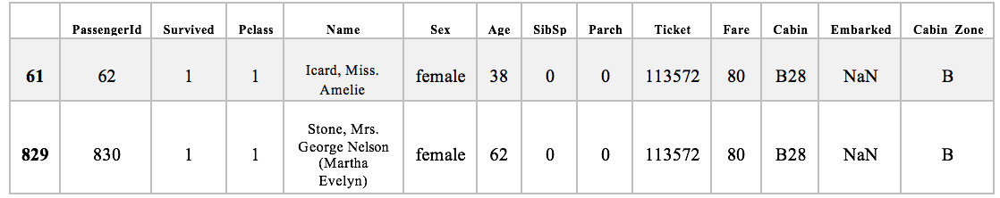 PassengerId Survived Pclass Name Sex Age SibSp Parch Ticket Fare Cabin Embarked Cabin Zone
61 62 1 1 Icard, Miss. Amelie female 38 0 0 113572 80 B28 NaN B
829 830 1 1 Stone, Mrs. George Nelson (Martha Evelyn) female 62 0 0 113572 80 B28 NaN B